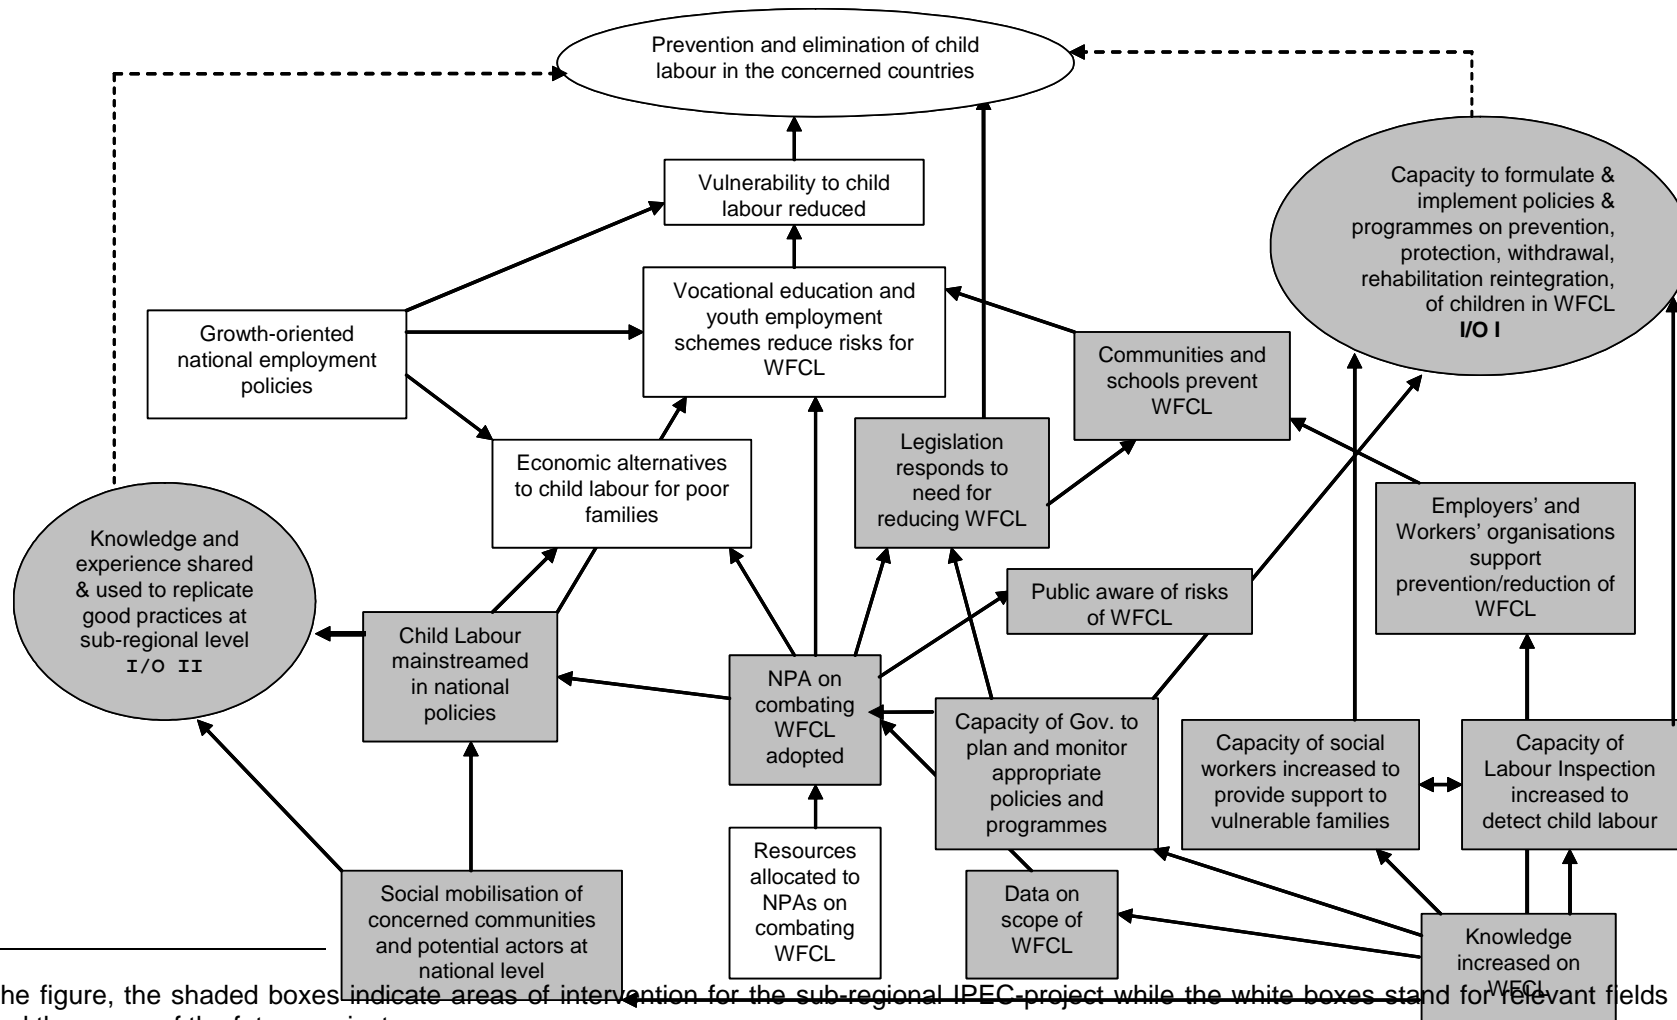 Prevention and elimination of child
labour in the concerned countries
Vulnerability to child
labour reduced
Capacity to formulate &
implement policies &
programmes on prevention,
protection, withdrawal,
rehabilitation reintegration,
of children in WFCL
I/O I
Vocational education and
youth employment
schemes reduce risks for
WFCL
Growth-oriented
national employment
policies
Communities and
schools prevent
WFCL
Legislation
responds to
need for
reducing WFCL
Economic alternatives
to child labour for poor
families
Employers' and
Workers' organisations
support
prevention/reduction of
WFCL
Knowledge and
experience shared
& used to replicate
good practices at
sub-regional level
I/O II
Public aware of risks
of WFCL
Child Labour
mainstreamed
in national
policies
NPA on
combating
WFCL
adopted
Capacity of Gov. to
plan and monitor
appropriate
policies and
programmes
Capacity of social
workers increased to
provide support to
vulnerable families
Capacity of
Labour Inspection
increased to
detect child labour
Resources
allocated to
NPAs on
combating
WFCL
Data on
scope of
WFCL
Social mobilisation of
concerned communities
and potential actors at
national level
Knowledge
increased on
WFCL
he figure, the shaded boxes indicate areas of intervention for the sub-regional IPEC-project while the white boxes stand for relevant fields